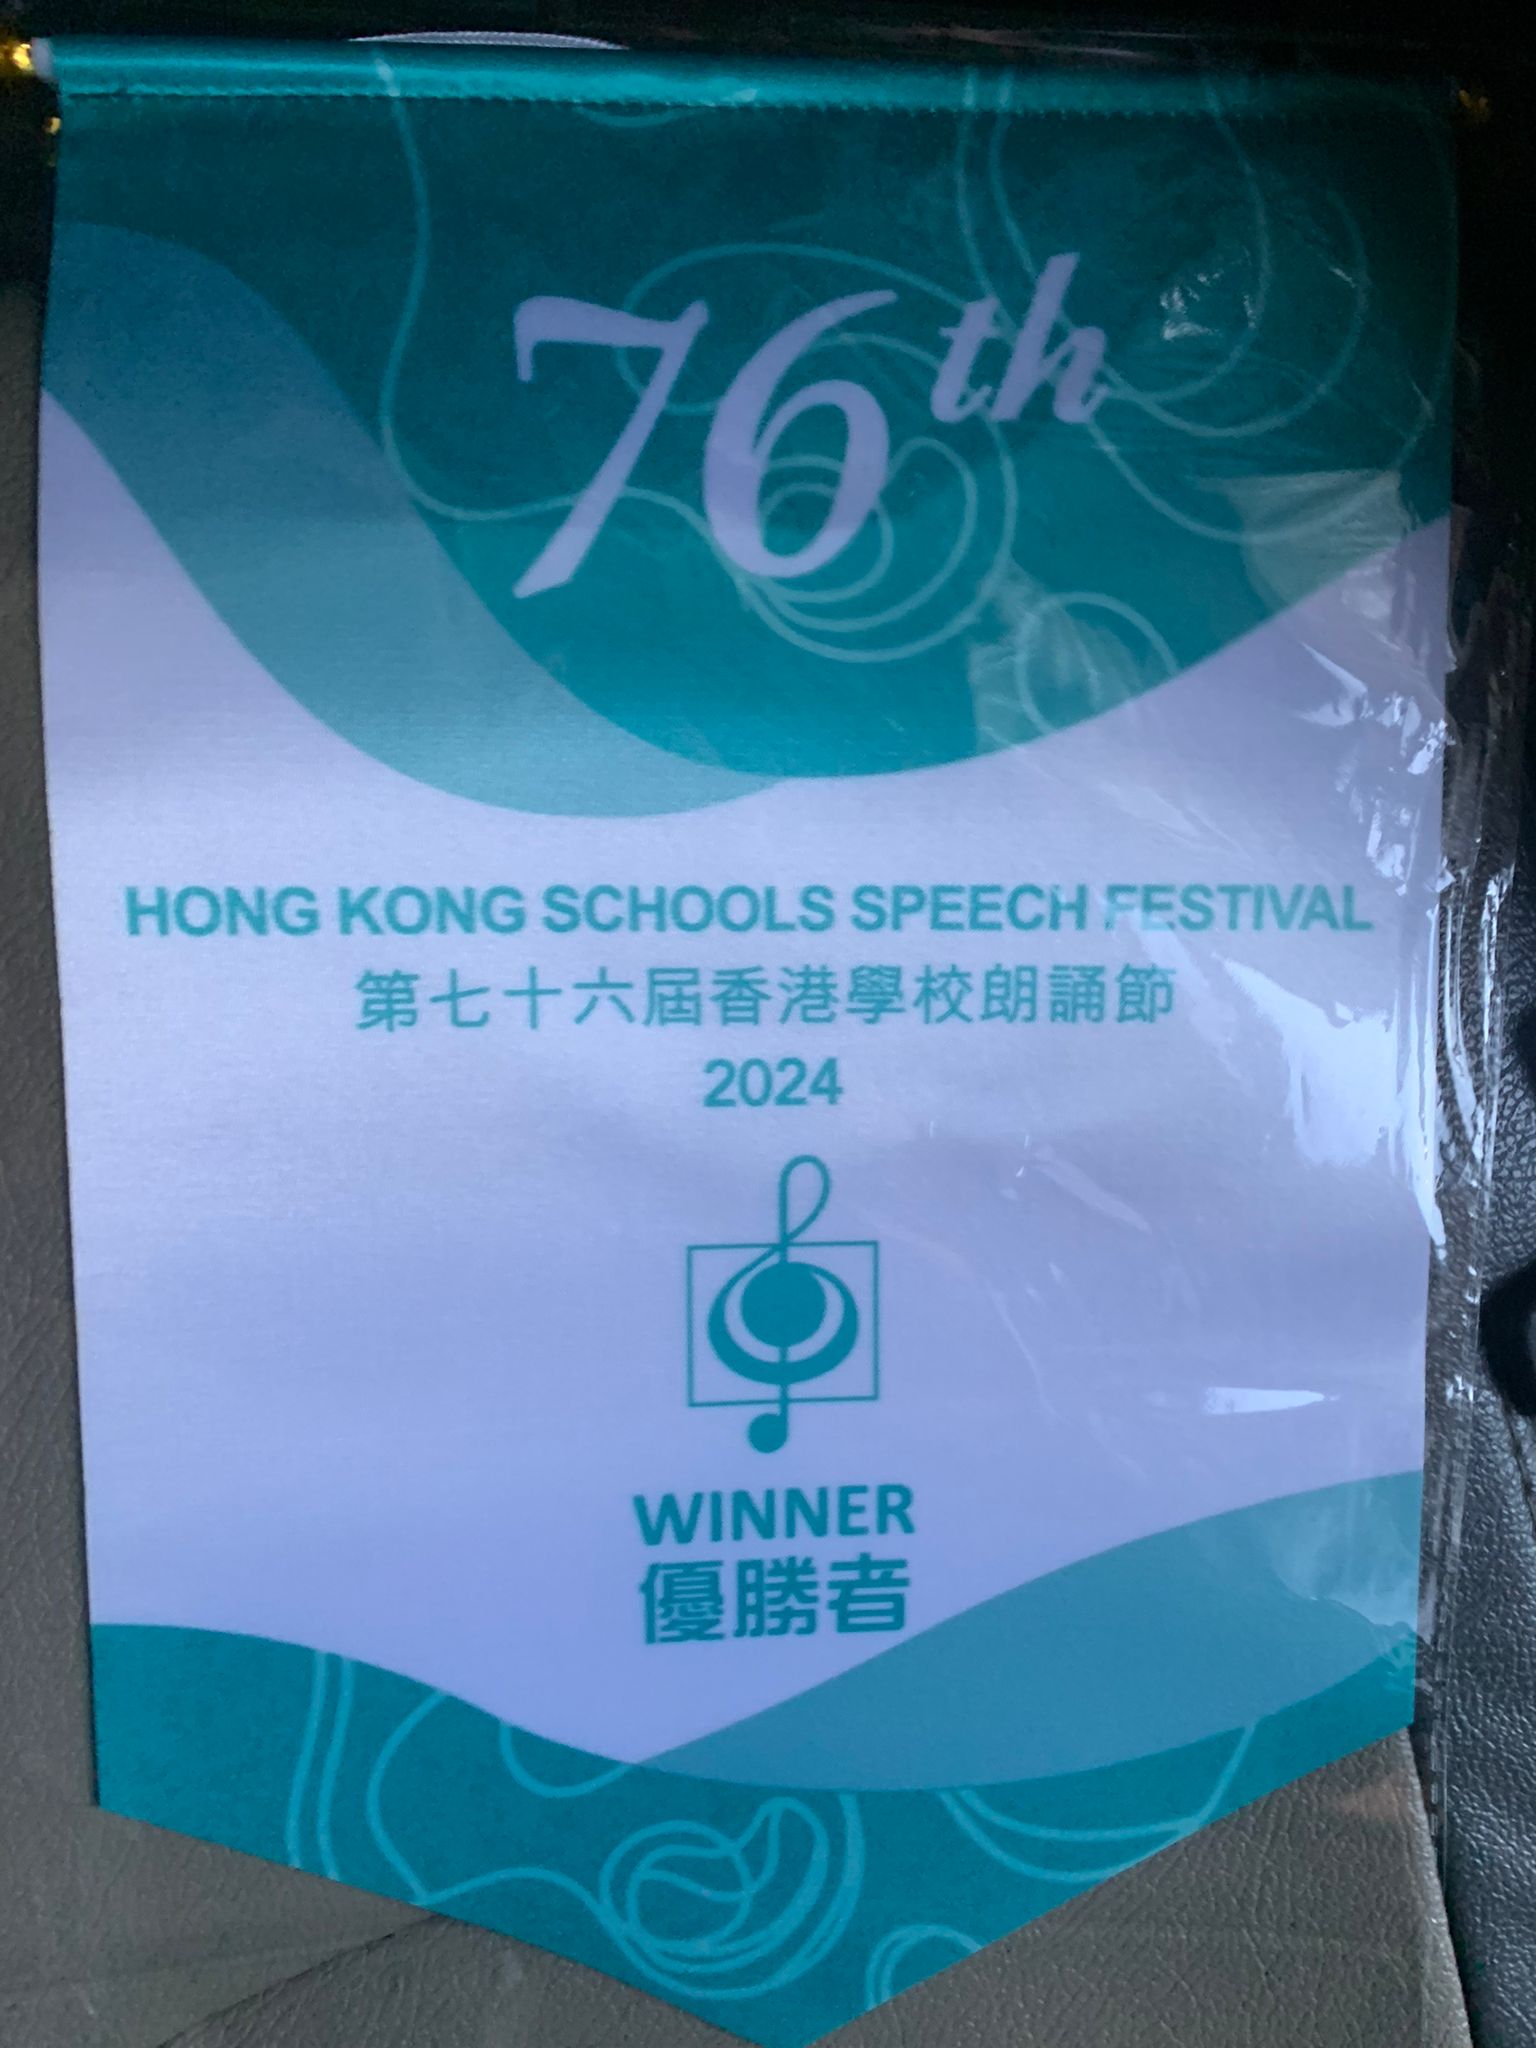 76th
HONG KONG SCHOOLS SPEECH FESTIVAL
第七十六屆香港學校朗誦節
2024
WINNER
優勝者